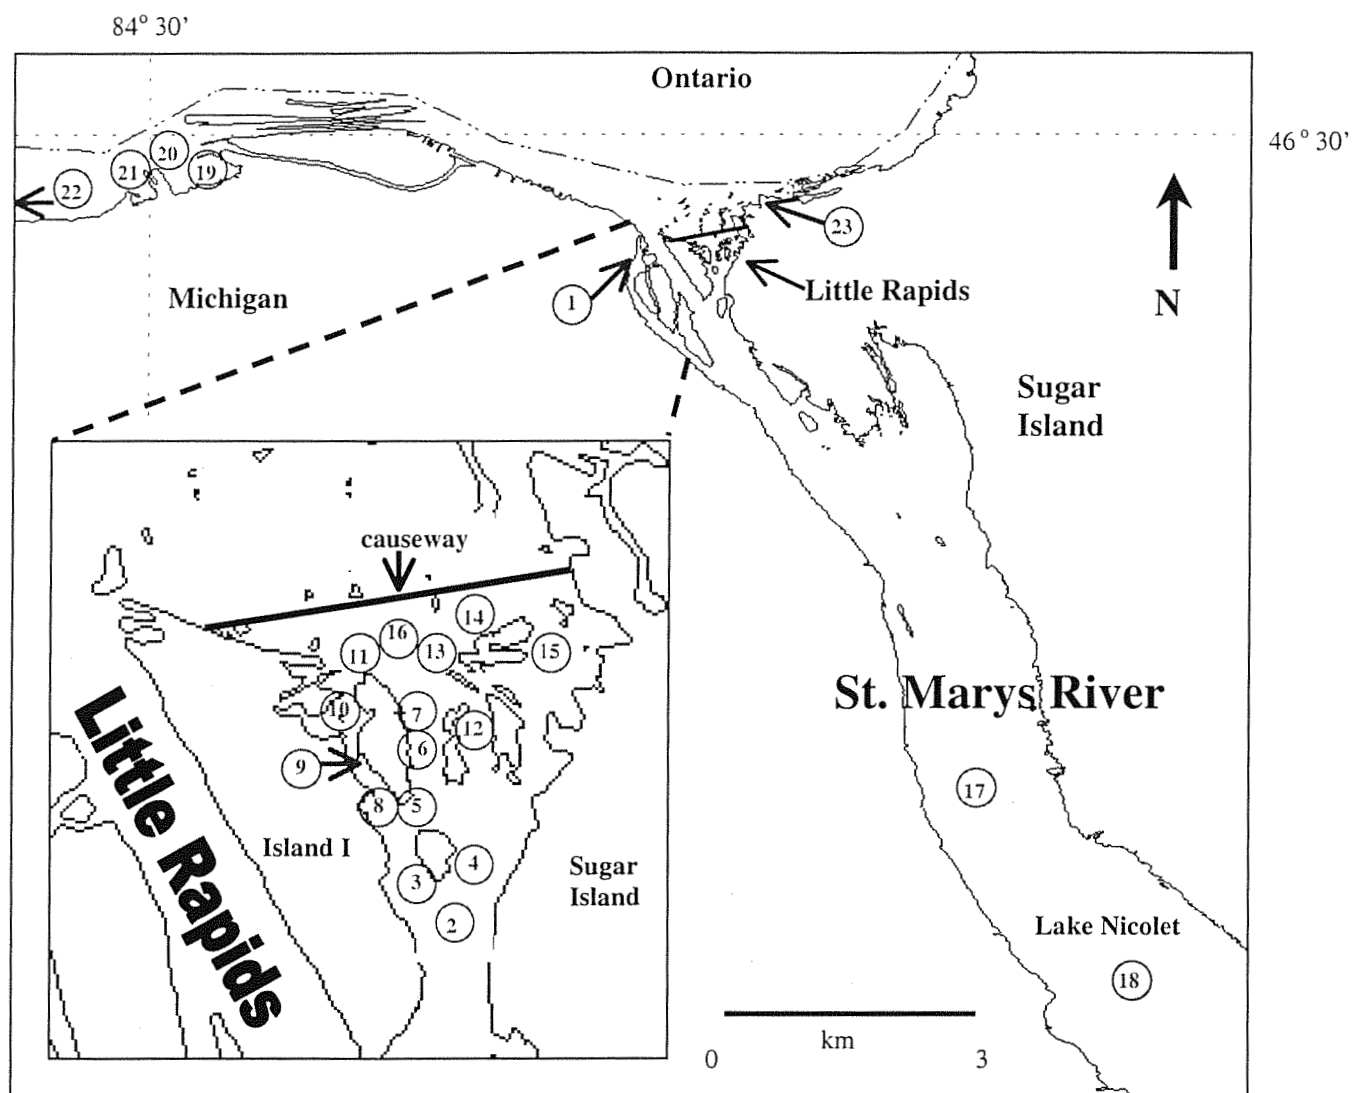 84° 30'
Ontario
46° 30'
20
21
19
22
23
Michigan
1
Little Rapids
N
Sugar
Island
causeway
14
16
11
13
15
10
7
12
6
9
8
5
Island I
4
3
Sugar
Island
2
Little Rapids
St. Marys River
17
Lake Nicolet
18
km
0
3